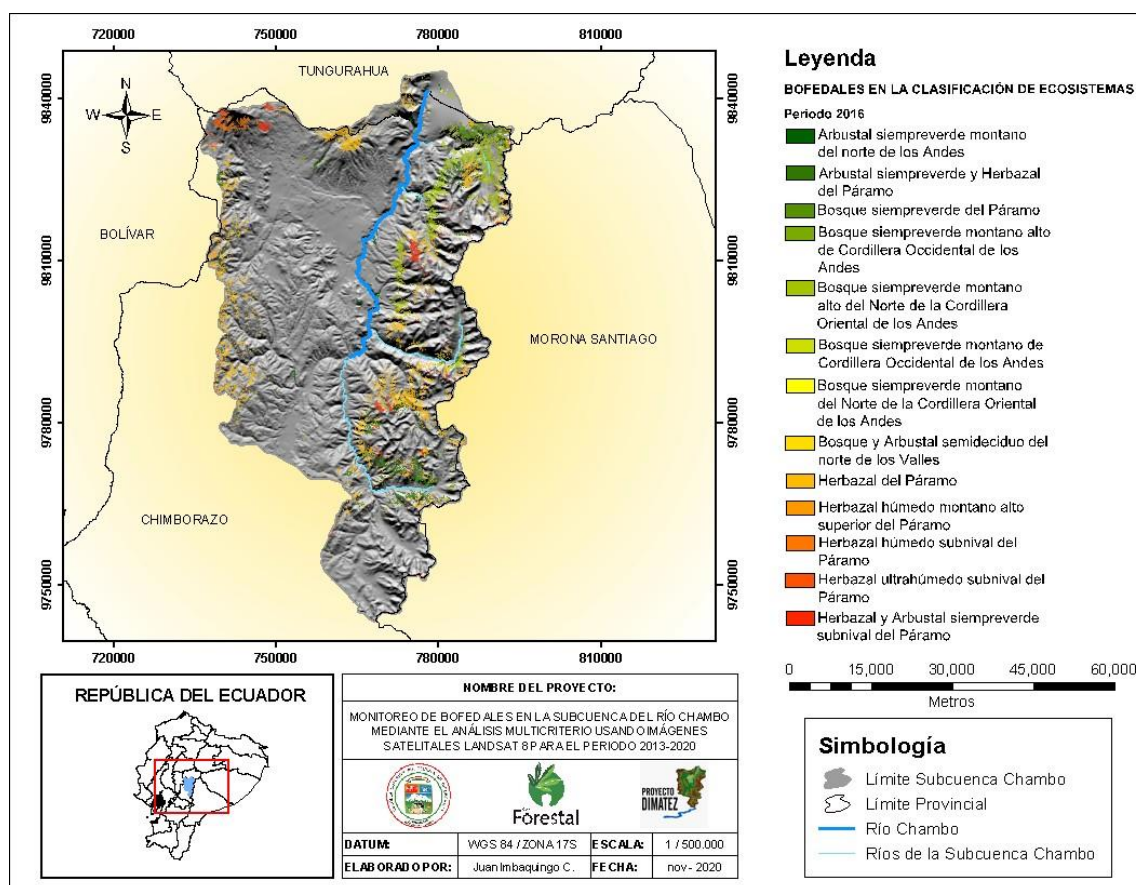 720000 750000 780000 810000
9840000
9810000
9780000
9750000
N
W E
S
TUNGURAHUA
BOLÍVAR
MORONA SANTIAGO
CHIMBORAZO
9840000
9810000
9780000
9750000
720000 750000 780000 810000
Leyenda
BOFEDALES EN LA CLASIFICACIÓN DE ECOSISTEMAS
Periodo 2016
Arbustal siempreverde montano
del norte de los Andes
Arbustal siempreverde y Herbazal
del Páramo
Bosque siempreverde del Páramo
Bosque siempreverde montano alto
de Cordillera Occidental de los
Andes
Bosque siempreverde montano
alto del Norte de la Cordillera
Oriental de los Andes
Bosque siempreverde montano de
Cordillera Occidental de los Andes
Bosque siempreverde montano
del Norte de la Cordillera Oriental
de los Andes
Bosque y Arbustal semideciduo del
norte de los Valles
Herbazal del Páramo
Herbazal húmedo montano alto
superior del Páramo
Herbazal húmedo subnival del
Páramo
Herbazal ultrahúmedo subnival del
Páramo
Herbazal y Arbustal siempreverde
subnival del Páramo
0 15,000 30,000 45,000 60,000
Metros
REPÚBLICA DEL ECUADOR
NOMBRE DEL PROYECTO:
MONITOREO DE BOFEDALES EN LA SUBCUENCA DEL RÍO CHAMBO
MEDIANTE EL ANÁLISIS MULTICRITERIO USANDO IMÁGENES
SATELITALES LANDSAT 8 PARA EL PERIODO 2013-2020
Forestal
PROYECTO
DIMATEZ
DATUM: WGS 84 / ZONA 17S ESCALA: 1 / 500.000
ELABORADO POR: Juan Imbaquingo C. FECHA: nov - 2020
Simbología
Límite Subcuenca Chambo
Límite Provincial
Río Chambo
Ríos de la Subcuenca Chambo